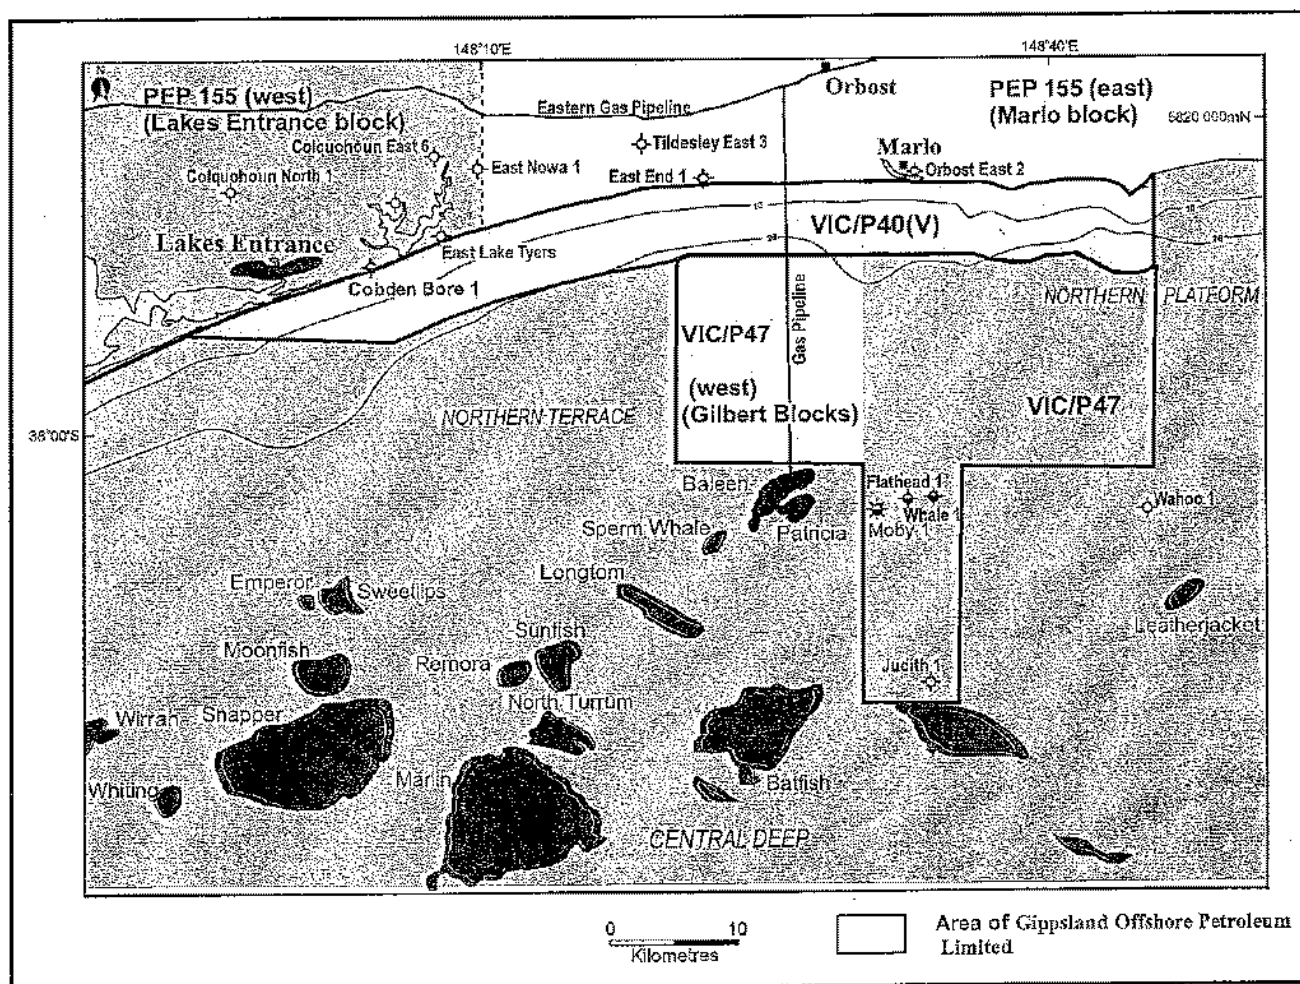 148°10'E
148°40'E
N
PEP 155 (west)
(Lakes Entrance block)
Orbost
PEP 155 (east)
(Marlo block)
Eastern Gas Pipeline
5820 000mN
Colquohoun East 6
Tildesley East 3
Marlo
Colquhoun North 1
East Nowa 1
East End 1
Orbost East 2
VIC/P40(V)
Lakes Entrance
East Lake Tyers
Cobden Bore 1
NORTHERN PLATFORM
Gas Pipeline
VIC/P47
(west)
(Gilbert Blocks)
VIC/P47
NORTHERN TERRACE
38°00'S
Baleen
Flathead 1
Wahoo 1
Whale 1
Sperm Whale
Patricia
Moby 1
Emperor
Sweetlips
Longtom
Leatherjacket
Moonfish
Sunfish
Remora
Judith 1
Wirrah
Snapper
North Turrum
Whiting
Marlin
Batfish
CENTRAL DEEP
0 10
Kilometres
Area of Gippsland Offshore Petroleum
Limited